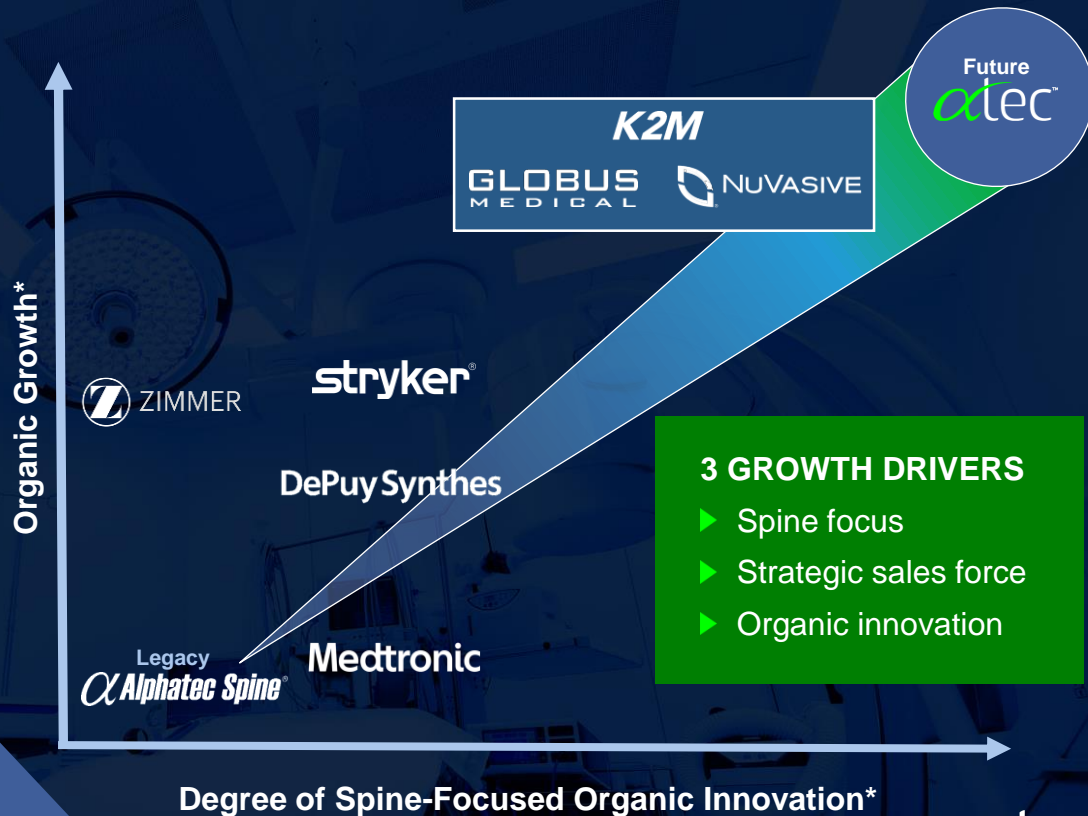 Future
αtec™
K2M
GLOBUS
MEDICAL
NUVASIVE
Organic Growth*
ZIMMER
stryker®
DePuy Synthes
3 GROWTH DRIVERS
Spine focus
Strategic sales force
Organic innovation
Legacy
Alphatec Spine®
Medtronic
Degree of Spine-Focused Organic Innovation*